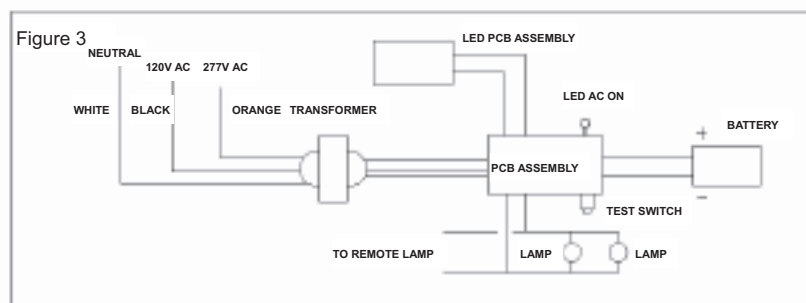 Figure 3
NEUTRAL
120V AC 277V AC
LED PCB ASSEMBLY
WHITE BLACK ORANGE TRANSFORMER
LED AC ON
BATTERY
+
PCB ASSEMBLY
–
TEST SWITCH
TO REMOTE LAMP LAMP LAMP